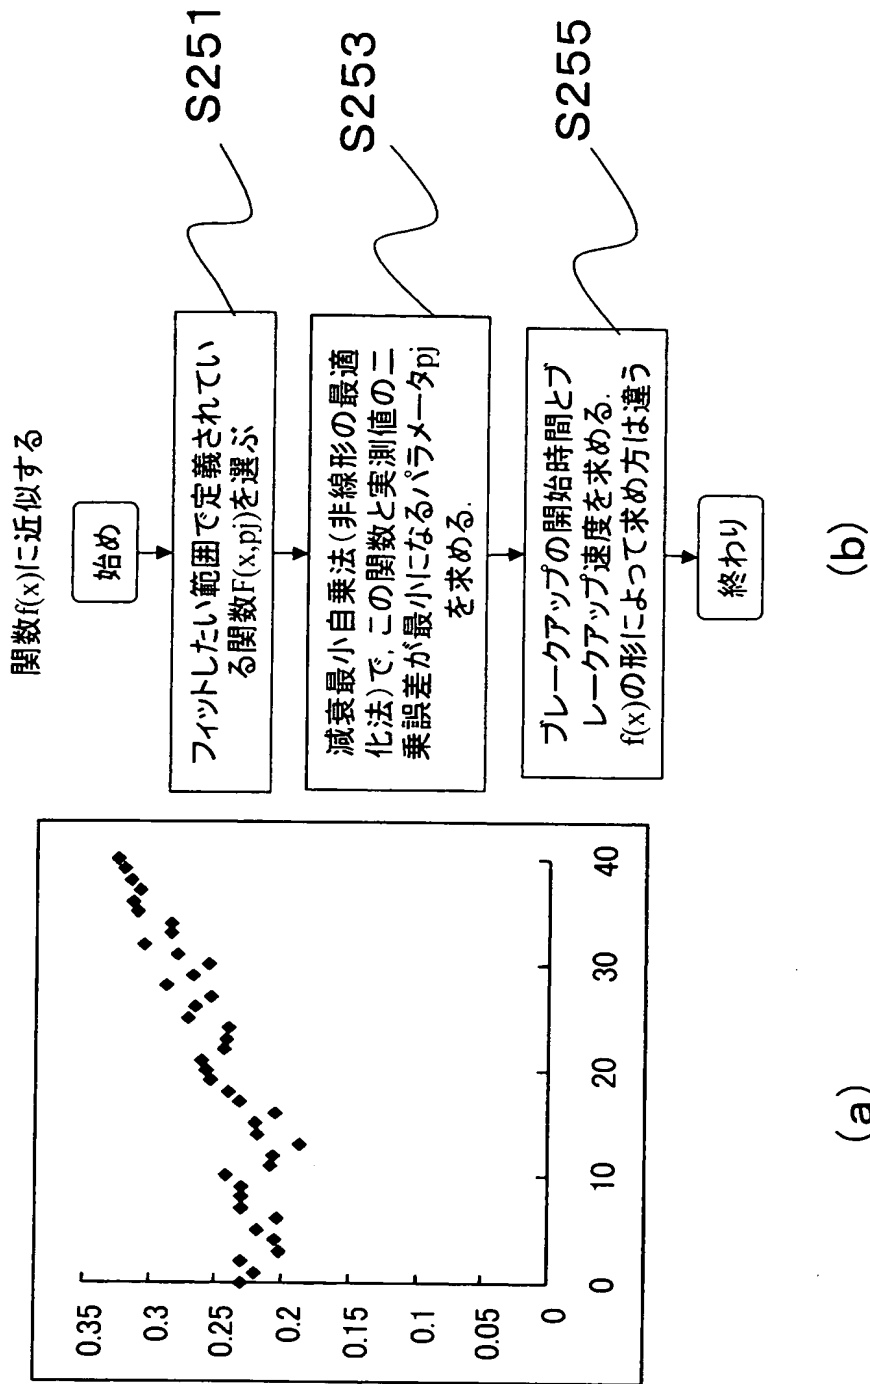 0.35
0.3
0.25
0.2
0.15
0.1
0.05
0
0
10
20
30
40
(a)
関数f(x)に近似する
始め
フィットしたい範囲で定義されてい
る関数F(x,pj)を選ぶ
S251
減衰最小自乗法(非線形の最適
化法)で,この関数と実測値の二
乗誤差が最小になるパラメータpj
を求める.
S253
ブレークアップの開始時間とブ
レークアップ速度を求める.
f(x)の形によって求め方は違う
S255
終わり
(b)